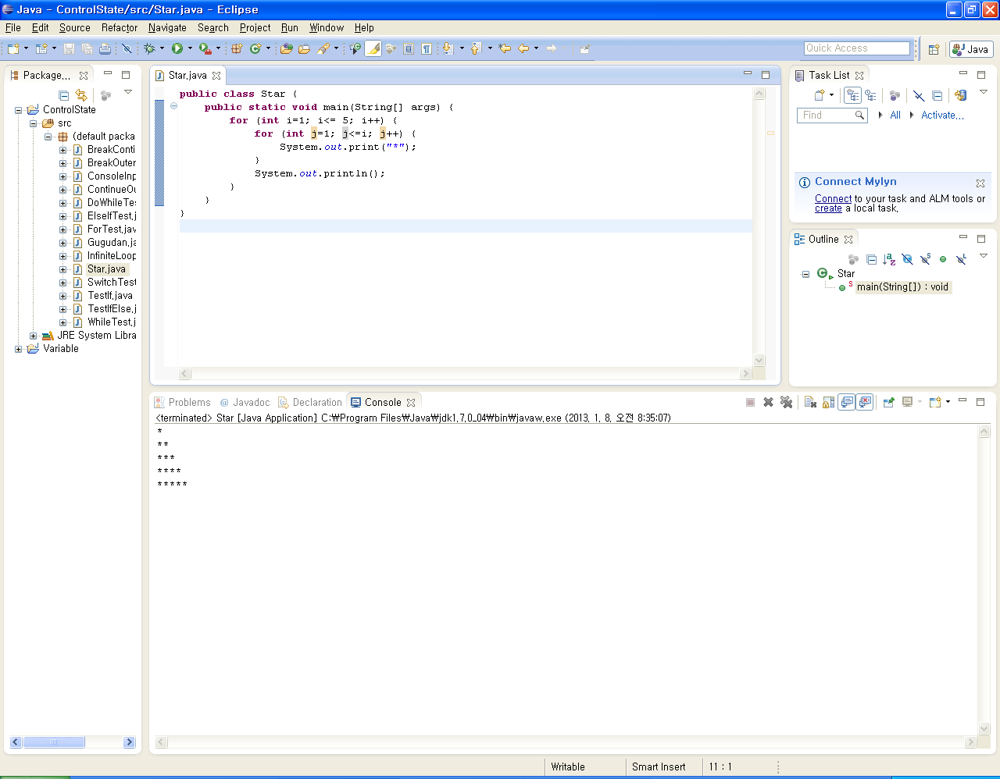 Java - ControlState/src/Star.java - Eclipse
File Edit Source Refactor Navigate Search Project Run Window Help
Quick Access
Java
Package...
ControlState
src
(default packa
BreakConti
BreakOuter
ConsoleInp
ContinueOu
DoWhileTes
ElseIfTest.j
ForTest.jav
Gugudan.ja
InfiniteLoop
Star.java
SwitchTest
TestIf.java
TestIfElse.j
WhileTest.j
JRE System Libra
Variable
Star.java
public class Star {
public static void main(String[] args) {
for (int i=1; i<= 5; i++) {
for (int j=1; j<=i; j++) {
System.out.print("*");
}
System.out.println();
}
}
}
Task List
Find All Activate...
Connect Mylyn
Connect to your task and ALM tools or
create a local task.
Outline
Star
main(String[]) : void
Problems @ Javadoc Declaration Console
<terminated> Star [Java Application] C:₩Program Files₩Java₩jdk1.7.0_04₩bin₩javaw.exe (2013. 1. 8. 오전 8:35:07)
*
**
***
****
*****
Writable Smart Insert 11 : 1